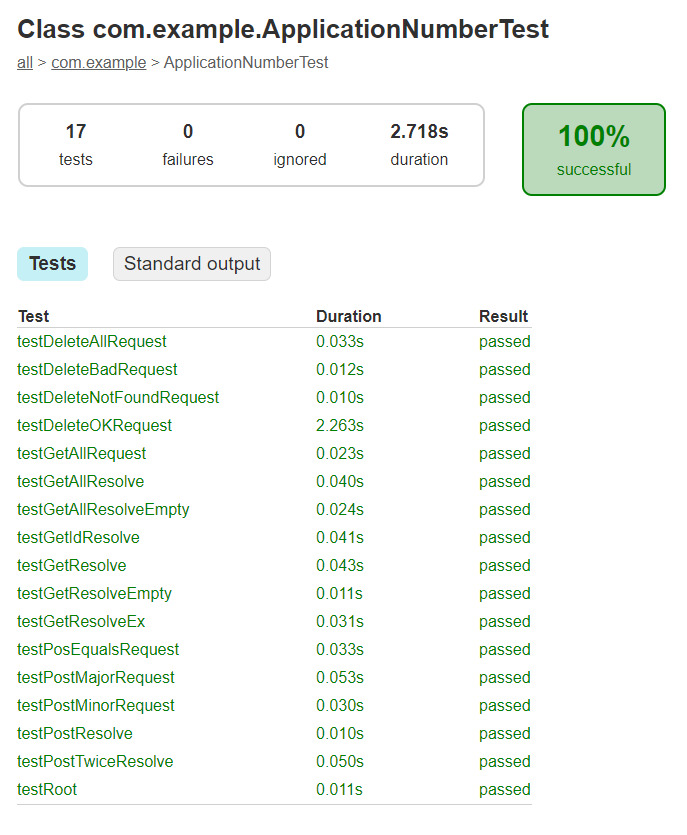 Class com.example.ApplicationNumberTest
all > com.example > ApplicationNumberTest
17 0 0 2.718s
tests failures ignored duration
100%
successful
Tests Standard output
Test Duration Result
testDeleteAllRequest 0.033s passed
testDeleteBadRequest 0.012s passed
testDeleteNotFoundRequest 0.010s passed
testDeleteOKRequest 2.263s passed
testGetAllRequest 0.023s passed
testGetAllResolve 0.040s passed
testGetAllResolveEmpty 0.024s passed
testGetIdResolve 0.041s passed
testGetResolve 0.043s passed
testGetResolveEmpty 0.011s passed
testGetResolveEx 0.031s passed
testPosEqualsRequest 0.033s passed
testPostMajorRequest 0.053s passed
testPostMinorRequest 0.030s passed
testPostResolve 0.010s passed
testPostTwiceResolve 0.050s passed
testRoot 0.011s passed